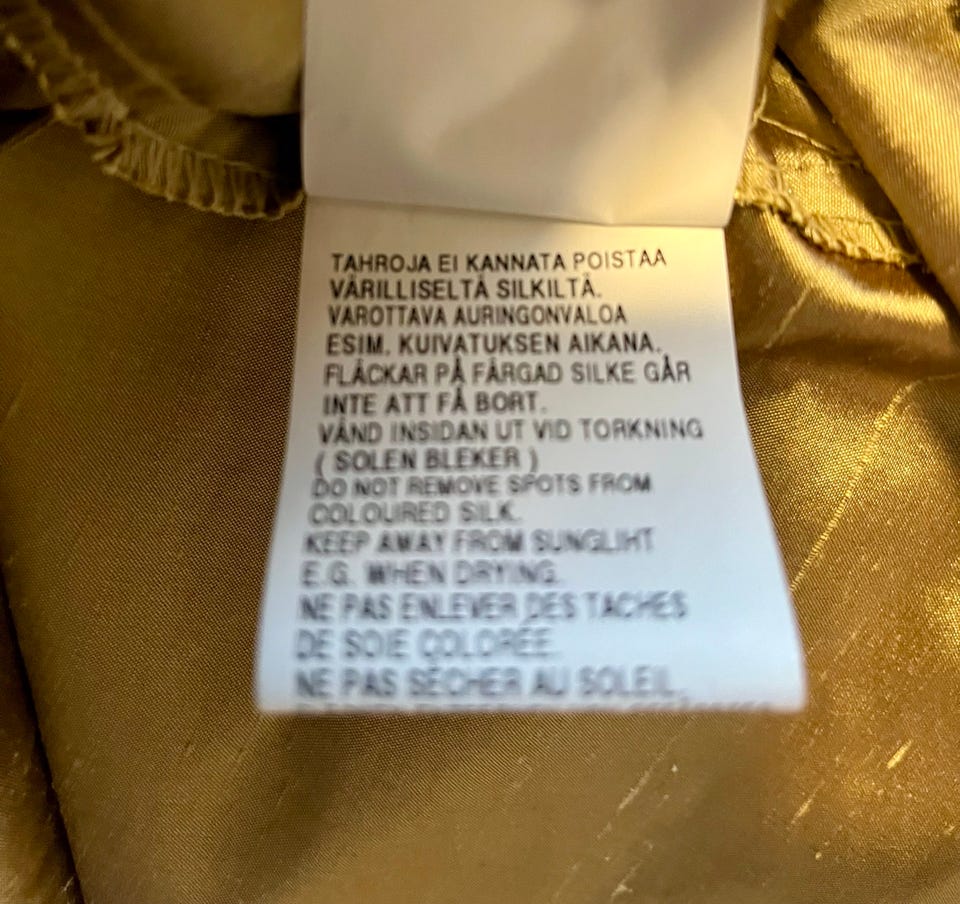 TAHROJA EI KANNATA POISTAA
VÄRILLISELTÄ SILKILTÄ.
VAROTTAVA AURINGONVALOA
ESIM. KUIVATUKSEN AIKANA.
FLÄCKAR PÅ FÄRGAD SILKE GÅR
INTE ATT FÅ BORT.
VÄND INSIDAN UT VID TORKNING
( SOLEN BLEKER )
DO NOT REMOVE SPOTS FROM
COLOURED SILK.
KEEP AWAY FROM SUNGLIHT
E.G. WHEN DRYING.
NE PAS ENLEVER DES TACHES
DE SOIE COLORÉE.
NE PAS SÉCHER AU SOLEIL.